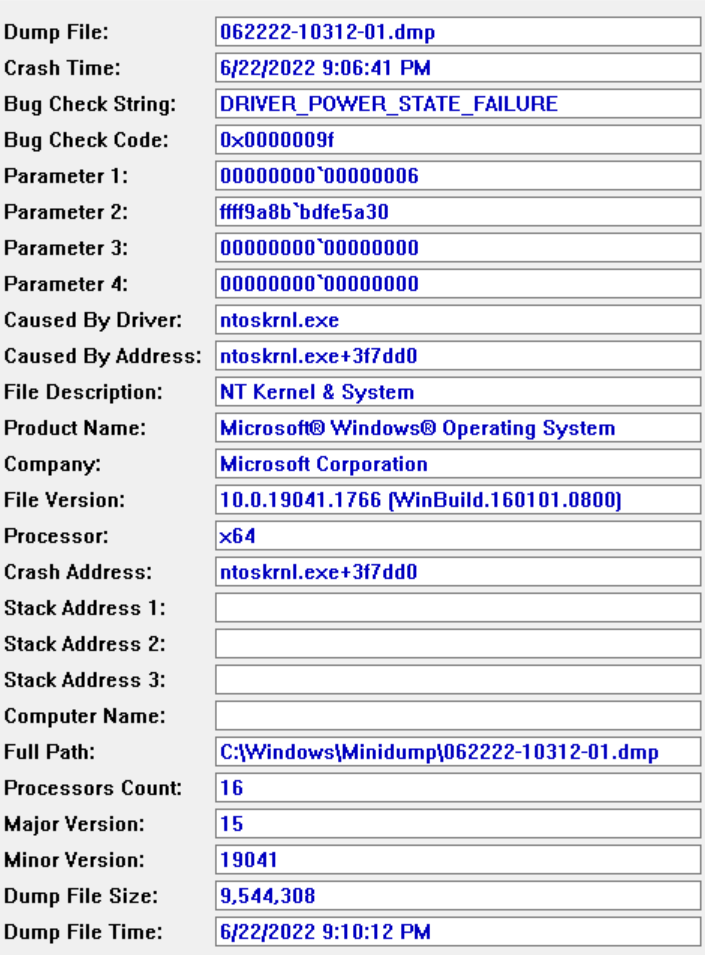 Dump File: 062222-10312-01.dmp
Crash Time: 6/22/2022 9:06:41 PM
Bug Check String: DRIVER_POWER_STATE_FAILURE
Bug Check Code: 0x0000009f
Parameter 1: 00000000`00000006
Parameter 2: ffff9a8b`bdfe5a30
Parameter 3: 00000000`00000000
Parameter 4: 00000000`00000000
Caused By Driver: ntoskrnl.exe
Caused By Address: ntoskrnl.exe+3f7dd0
File Description: NT Kernel & System
Product Name: Microsoft® Windows® Operating System
Company: Microsoft Corporation
File Version: 10.0.19041.1766 (WinBuild.160101.0800)
Processor: x64
Crash Address: ntoskrnl.exe+3f7dd0
Stack Address 1:
Stack Address 2:
Stack Address 3:
Computer Name:
Full Path: C:\Windows\Minidump\062222-10312-01.dmp
Processors Count: 16
Major Version: 15
Minor Version: 19041
Dump File Size: 9,544,308
Dump File Time: 6/22/2022 9:10:12 PM